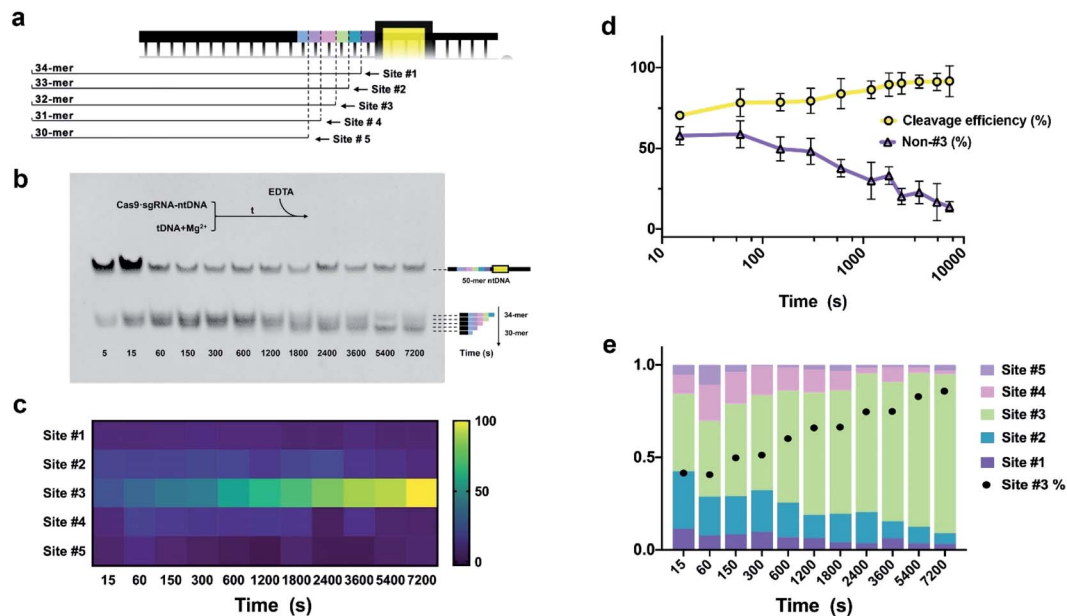 a
34-mer
33-mer
32-mer
31-mer
30-mer
Site #1
Site #2
Site #3
Site # 4
Site # 5
b
Cas9-sgRNA-ntDNA
tDNA+Mg²⁺
t
EDTA
50-mer ntDNA
34-mer
30-mer
5 15 60 150 300 600 1200 1800 2400 3600 5400 7200 Time (s)
c
Site #1
Site #2
Site #3
Site #4
Site #5
15 60 150 300 600 1200 1800 2400 3600 5400 7200
Time (s)
100
50
0
d
100
50
0
Cleavage efficiency (%)
Non-#3 (%)
10 100 1000 10000
Time (s)
e
1.0
0.5
0.0
15 60 150 300 600 1200 1800 2400 3600 5400 7200
Time (s)
Site #5
Site #4
Site #3
Site #2
Site #1
Site #3 %